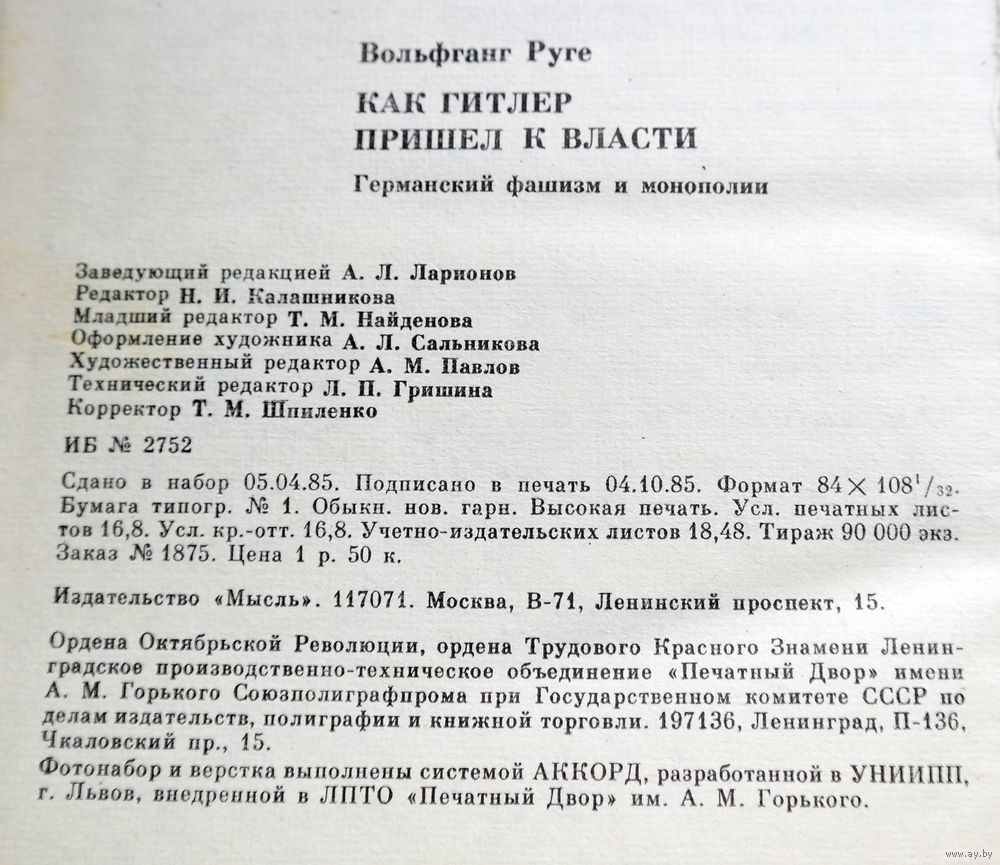 Вольфганг Руге
КАК ГИТЛЕР
ПРИШЕЛ К ВЛАСТИ
Германский фашизм и монополии
Заведующий редакцией А. Л. Ларионов
Редактор Н. И. Калашникова
Младший редактор Т. М. Найденова
Оформление художника А. Л. Сальникова
Художественный редактор А. М. Павлов
Технический редактор Л. П. Гришина
Корректор Т. М. Шпиленко
ИБ № 2752
Сдано в набор 05.04.85. Подписано в печать 04.10.85. Формат 84×108¹/₃₂.
Бумага типогр. № 1. Обыкн. нов. гарн. Высокая печать. Усл. печатных лис-
тов 16,8. Усл. кр.-отт. 16,8. Учетно-издательских листов 18,48. Тираж 90 000 экз.
Заказ № 1875. Цена 1 р. 50 к.
Издательство «Мысль». 117071. Москва, В-71, Ленинский проспект, 15.
Ордена Октябрьской Революции, ордена Трудового Красного Знамени Ленин-
градское производственно-техническое объединение «Печатный Двор» имени
А. М. Горького Союзполиграфпрома при Государственном комитете СССР по
делам издательств, полиграфии и книжной торговли. 197136, Ленинград, П-136,
Чкаловский пр., 15.
Фотонабор и верстка выполнены системой АККОРД, разработанной в УНИИПП,
г. Львов, внедренной в ЛПТО «Печатный Двор» им. А. М. Горького.
www.ay.by